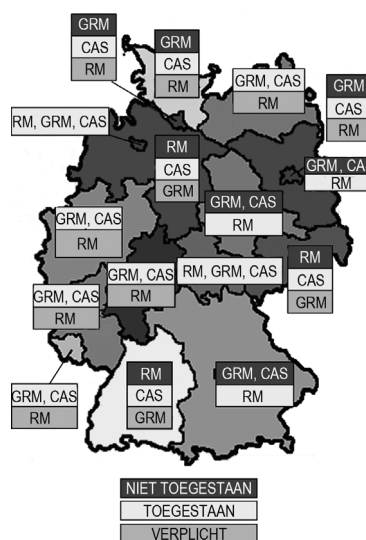 GRM
CAS
RM
GRM
CAS
RM
GRM, CAS
RM
GRM
CAS
RM
RM, GRM, CAS
RM
CAS
GRM
GRM, CAS
RM
GRM, CAS
RM
GRM, CAS
RM
GRM, CAS
RM
RM, GRM, CAS
RM
CAS
GRM
GRM, CAS
RM
GRM, CAS
RM
RM
CAS
GRM
GRM, CAS
RM
NIET TOEGESTAAN
TOEGESTAAN
VERPLICHT